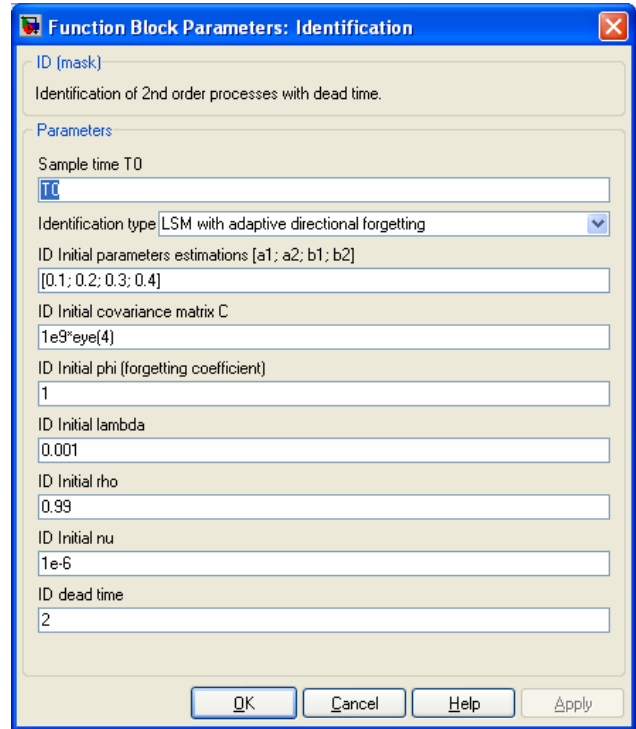 Function Block Parameters: Identification
ID (mask)
Identification of 2nd order processes with dead time.
Parameters
Sample time T0
T0
Identification type LSM with adaptive directional forgetting
ID Initial parameters estimations [a1; a2; b1; b2]
[0.1; 0.2; 0.3; 0.4]
ID Initial covariance matrix C
1e9*eye(4)
ID Initial phi (forgetting coefficient)
1
ID Initial lambda
0.001
ID Initial rho
0.99
ID Initial nu
1e-6
ID dead time
2
OK Cancel Help Apply